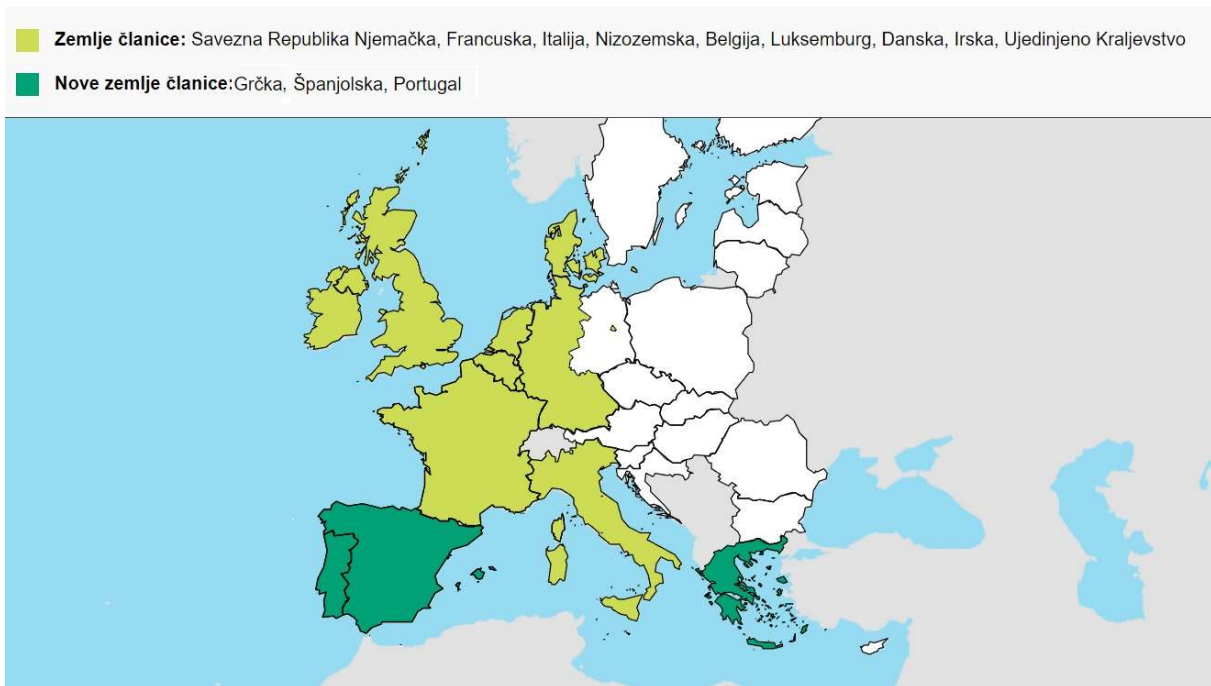 Zemlje članice: Savezna Republika Njemačka, Francuska, Italija, Nizozemska, Belgija, Luksemburg, Danska, Irska, Ujedinjeno Kraljevstvo
Nove zemlje članice:Grčka, Španjolska, Portugal